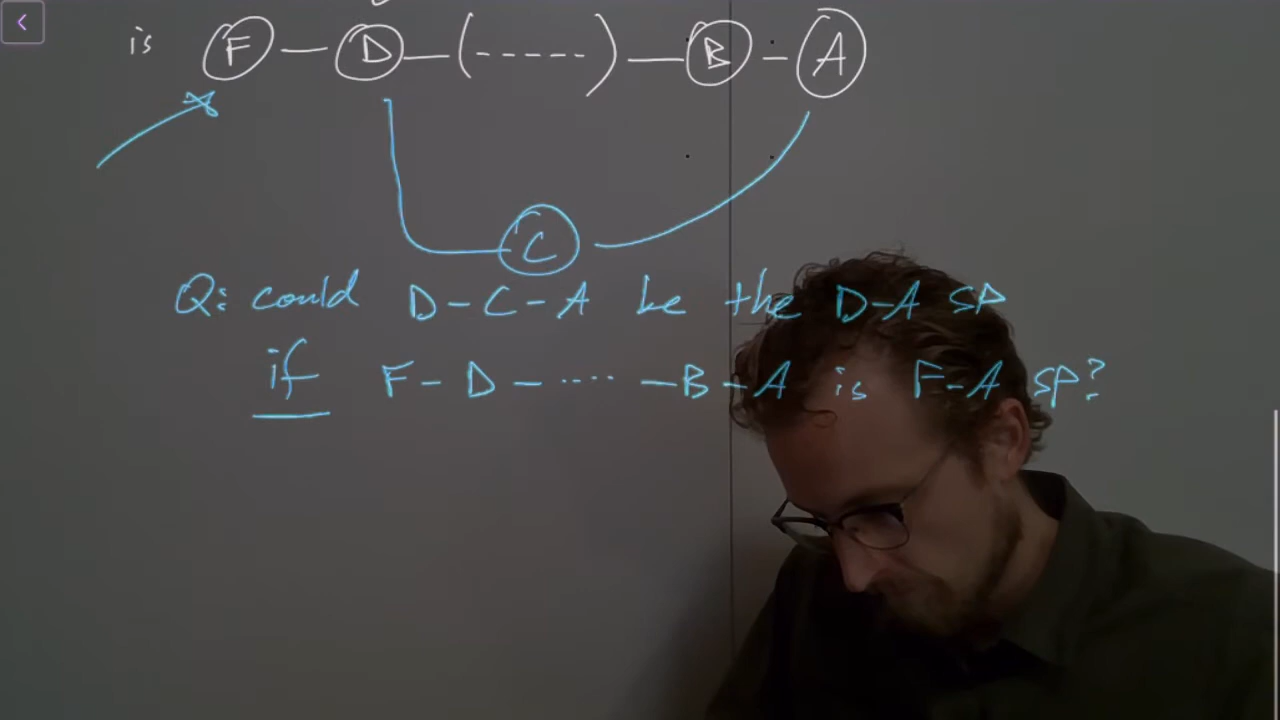 is F — D — (------) — B — A
C
Q: could D-C-A be the D-A SP
if F-D-....-B-A is F-A SP?